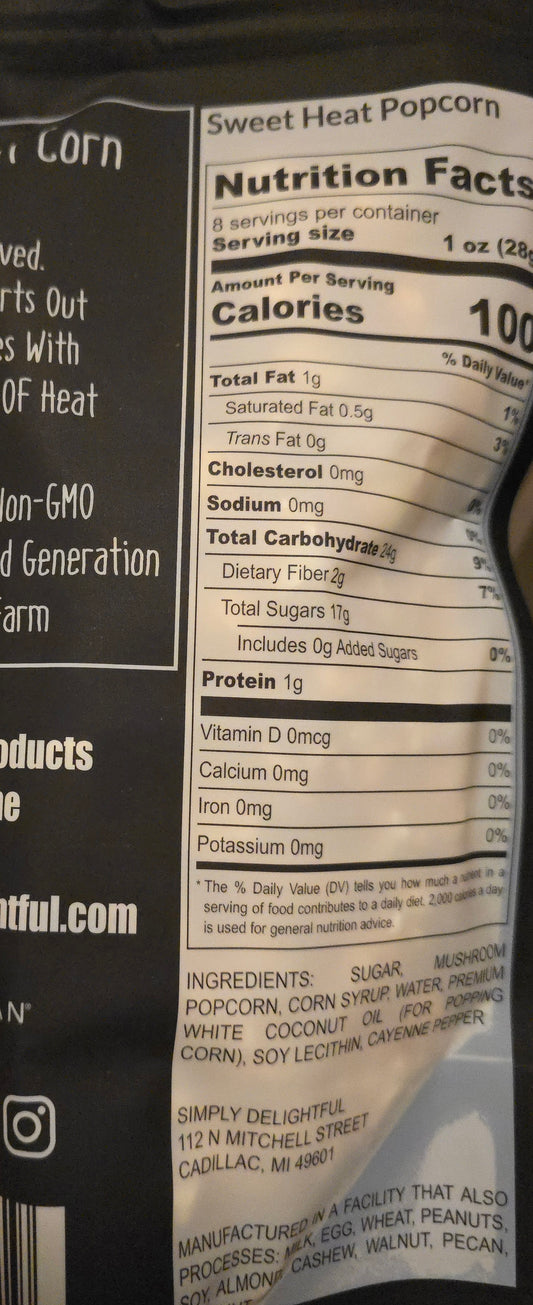 Corn
ved.
rts Out
es With
OF Heat
Non-GMO
d Generation
arm
oducts
e
htful.com
AN®
Sweet Heat Popcorn
Nutrition Facts
8 servings per container
Serving size 1 oz (28g
Amount Per Serving
Calories 100
% Daily Value*
Total Fat 1g 1%
Saturated Fat 0.5g 3%
Trans Fat 0g
Cholesterol 0mg 0%
Sodium 0mg 0%
Total Carbohydrate 24g 9%
Dietary Fiber 2g 7%
Total Sugars 17g
Includes 0g Added Sugars 0%
Protein 1g
Vitamin D 0mcg 0%
Calcium 0mg 0%
Iron 0mg 0%
Potassium 0mg 0%
* The % Daily Value (DV) tells you how much a nutrient in a
serving of food contributes to a daily diet. 2,000 calories a day
is used for general nutrition advice.
INGREDIENTS: SUGAR, MUSHROOM
POPCORN, CORN SYRUP, WATER, PREMIUM
WHITE COCONUT OIL (FOR POPPING
CORN), SOY LECITHIN, CAYENNE PEPPER
SIMPLY DELIGHTFUL
112 N MITCHELL STREET
CADILLAC, MI 49601
MANUFACTURED IN A FACILITY THAT ALSO
PROCESSES: MILK, EGG, WHEAT, PEANUTS,
SOY, ALMOND, CASHEW, WALNUT, PECAN,